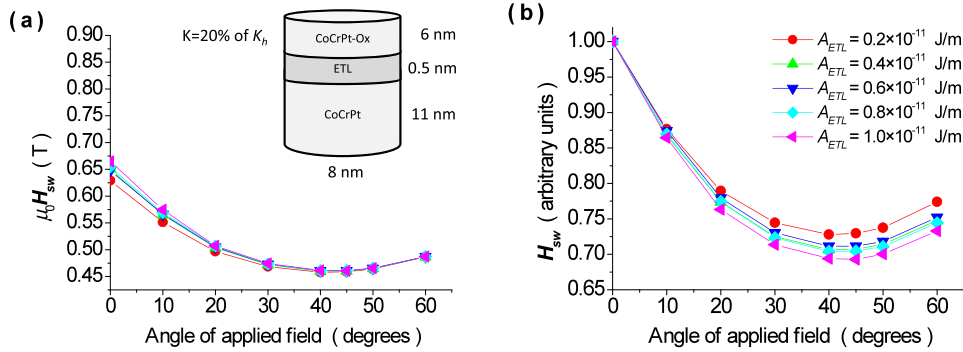 (a)
K=20% of Kh
CoCrPt-Ox
6 nm
ETL
0.5 nm
CoCrPt
11 nm
8 nm
μ0Hsw ( T )
0.90
0.85
0.80
0.75
0.70
0.65
0.60
0.55
0.50
0.45
0 10 20 30 40 50 60
Angle of applied field ( degrees )
(b)
AETL = 0.2×10-11 J/m
AETL = 0.4×10-11 J/m
AETL = 0.6×10-11 J/m
AETL = 0.8×10-11 J/m
AETL = 1.0×10-11 J/m
Hsw ( arbitrary units )
1.00
0.95
0.90
0.85
0.80
0.75
0.70
0.65
0 10 20 30 40 50 60
Angle of applied field ( degrees )